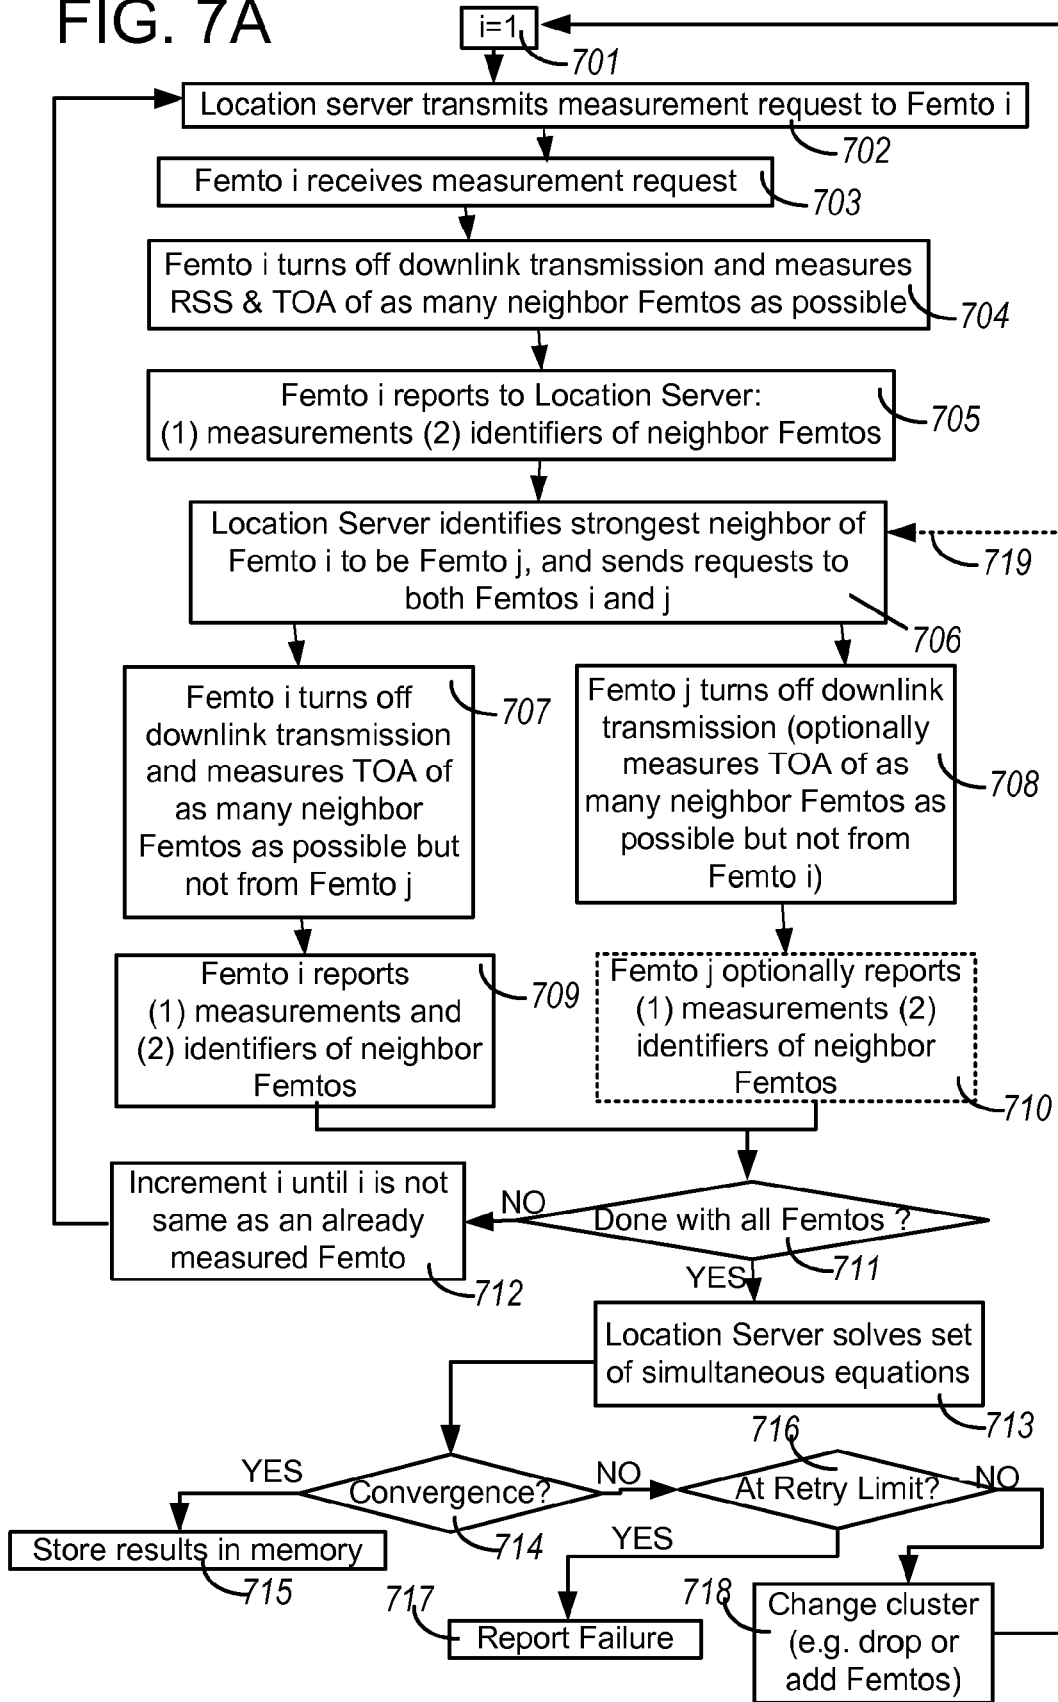 FIG. 7A
i=1
701
Location server transmits measurement request to Femto i
702
Femto i receives measurement request
703
Femto i turns off downlink transmission and measures
RSS & TOA of as many neighbor Femtos as possible
704
Femto i reports to Location Server:
(1) measurements (2) identifiers of neighbor Femtos
705
Location Server identifies strongest neighbor of
Femto i to be Femto j, and sends requests to
both Femtos i and j
719
706
Femto i turns off
downlink transmission
and measures TOA of
as many neighbor
Femtos as possible but
not from Femto j
707
Femto j turns off downlink
transmission (optionally
measures TOA of as
many neighbor Femtos as
possible but not from
Femto i)
708
Femto i reports
(1) measurements and
(2) identifiers of neighbor
Femtos
709
Femto j optionally reports
(1) measurements (2)
identifiers of neighbor
Femtos
710
Increment i until i is not
same as an already
measured Femto
712
NO
Done with all Femtos ?
711
YES
Location Server solves set
of simultaneous equations
713
716
YES
Convergence?
714
NO
At Retry Limit?
NO
YES
Store results in memory
715
717
Report Failure
718
Change cluster
(e.g. drop or
add Femtos)